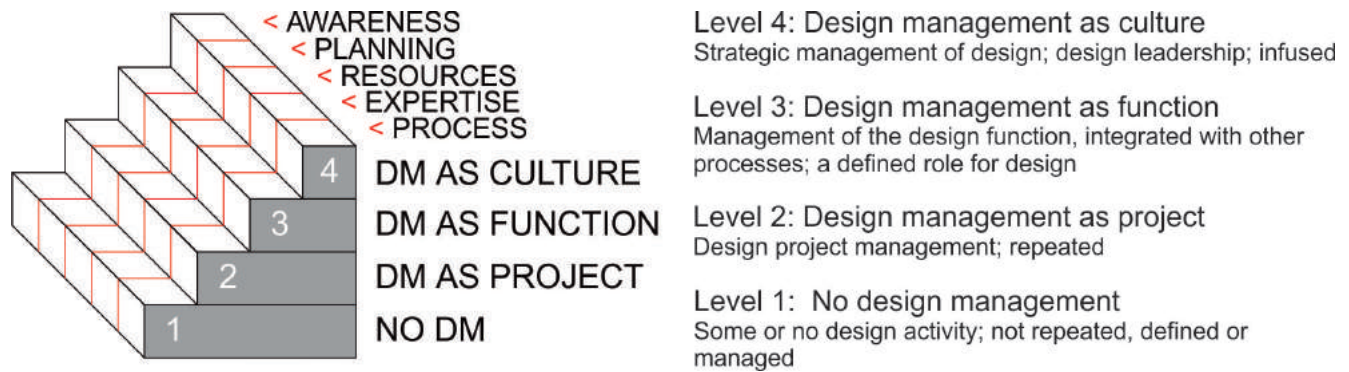 < AWARENESS
< PLANNING
< RESOURCES
< EXPERTISE
< PROCESS
4 DM AS CULTURE
3 DM AS FUNCTION
2 DM AS PROJECT
1 NO DM
Level 4: Design management as culture
Strategic management of design; design leadership; infused
Level 3: Design management as function
Management of the design function, integrated with other
processes; a defined role for design
Level 2: Design management as project
Design project management; repeated
Level 1: No design management
Some or no design activity; not repeated, defined or
managed